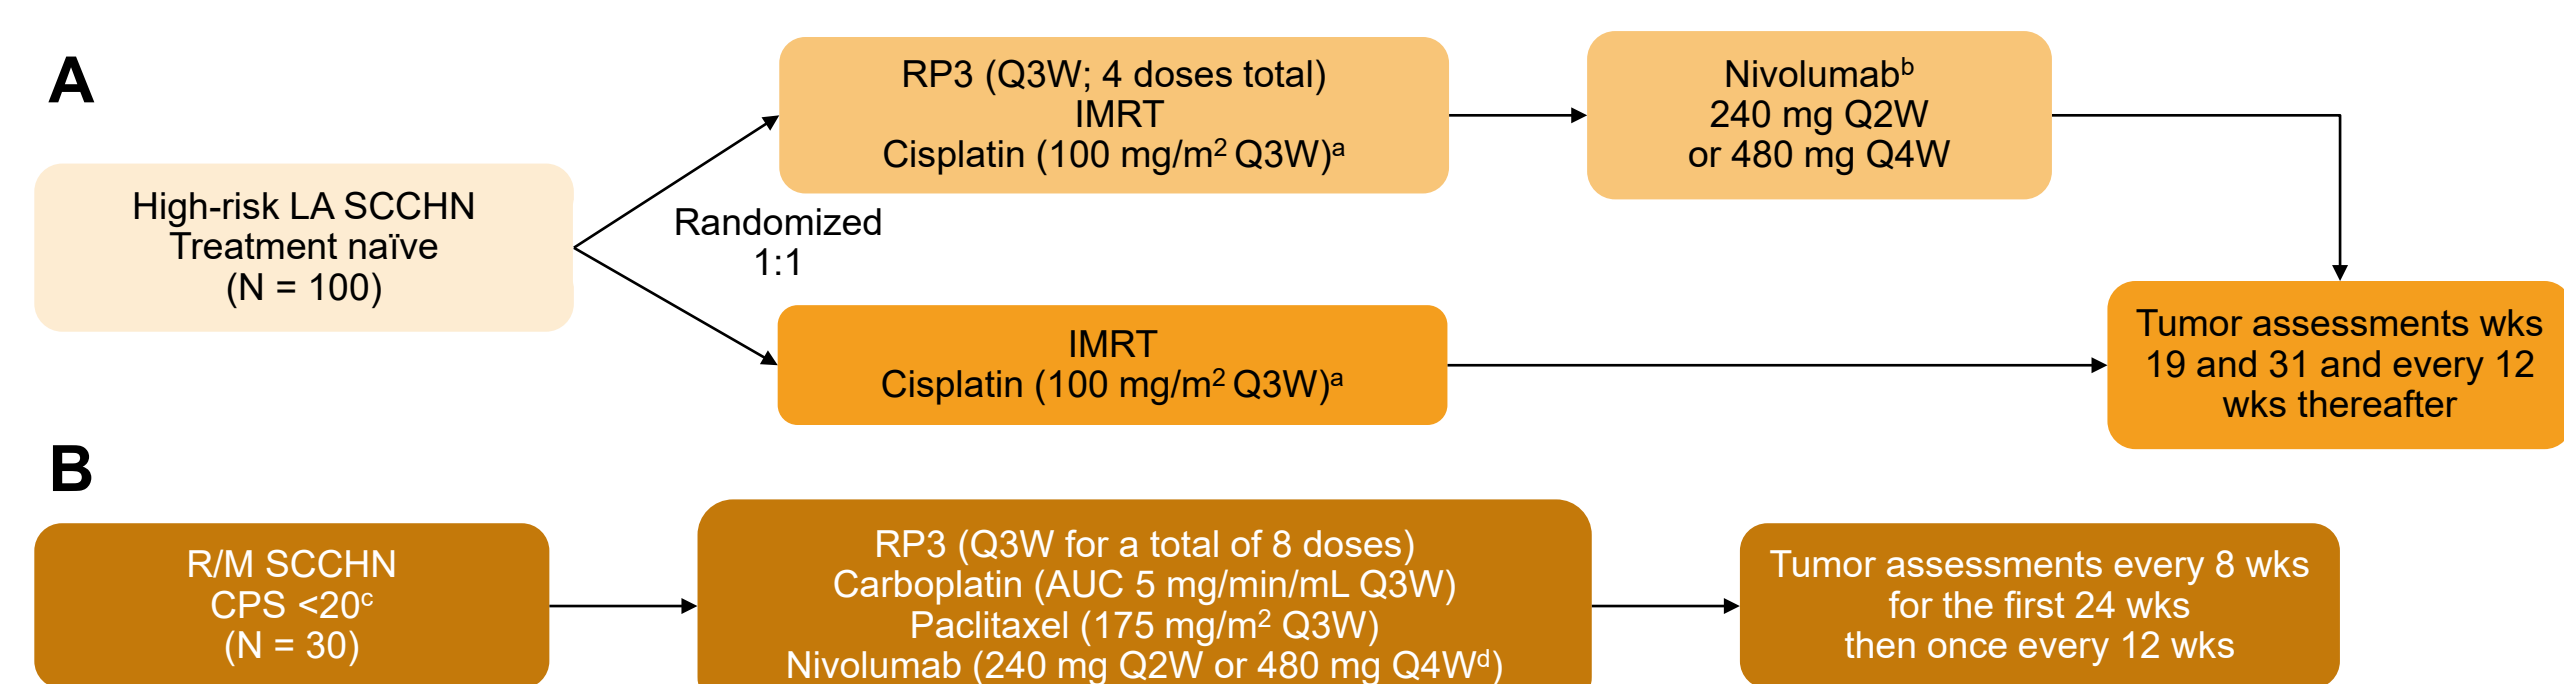 A
High-risk LA SCCHN
Treatment naïve
(N = 100)
Randomized
1:1
RP3 (Q3W; 4 doses total)
IMRT
Cisplatin (100 mg/m² Q3W)ᵃ
Nivolumabᵇ
240 mg Q2W
or 480 mg Q4W
IMRT
Cisplatin (100 mg/m² Q3W)ᵃ
Tumor assessments wks
19 and 31 and every 12
wks thereafter
B
R/M SCCHN
CPS <20ᶜ
(N = 30)
RP3 (Q3W for a total of 8 doses)
Carboplatin (AUC 5 mg/min/mL Q3W)
Paclitaxel (175 mg/m² Q3W)
Nivolumab (240 mg Q2W or 480 mg Q4Wᵈ)
Tumor assessments every 8 wks
for the first 24 wks
then once every 12 wks